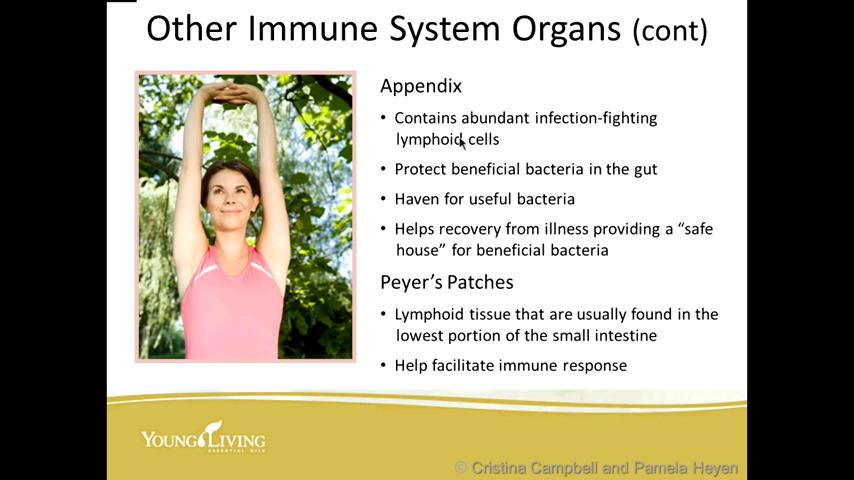 Other Immune System Organs (cont)
Appendix
• Contains abundant infection-fighting
lymphoid cells
• Protect beneficial bacteria in the gut
• Haven for useful bacteria
• Helps recovery from illness providing a “safe
house” for beneficial bacteria
Peyer’s Patches
• Lymphoid tissue that are usually found in the
lowest portion of the small intestine
• Help facilitate immune response
YOUNG LIVING
ESSENTIAL OILS
© Cristina Campbell and Pamela Heyen